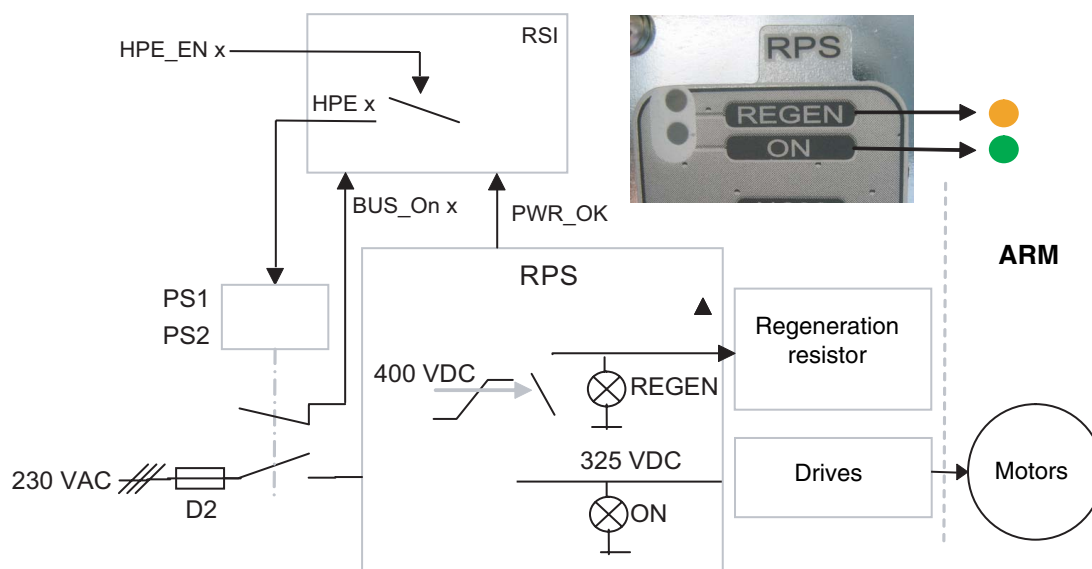 RSI
HPE_EN x
HPE x
RPS
REGEN
ON
BUS_On x
PWR_OK
ARM
RPS
PS1
PS2
Regeneration
resistor
400 VDC
REGEN
325 VDC
230 VAC
D2
ON
Drives
Motors